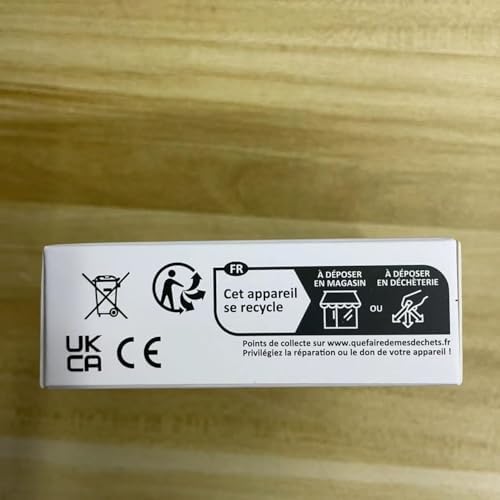 FR
Cet appareil
se recycle
À DÉPOSER
EN MAGASIN
OU
À DÉPOSER
EN DÉCHÈTERIE
Points de collecte sur www.quefairedemesdechets.fr
Privilégiez la réparation ou le don de votre appareil !
UK
CA
CE